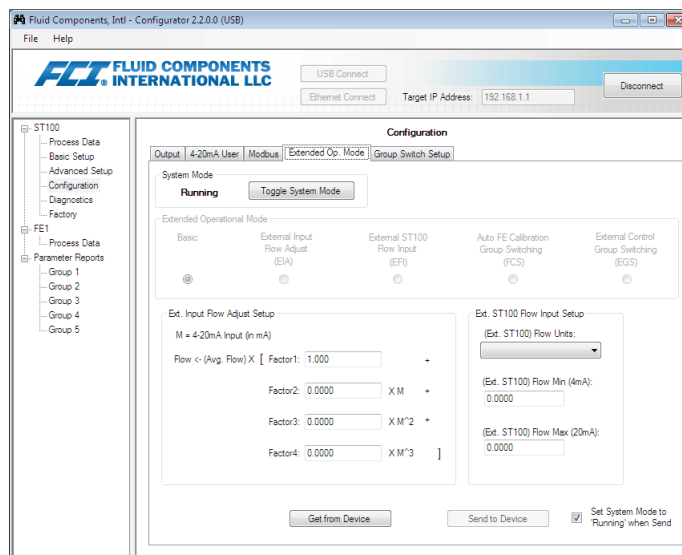 Fluid Components, Intl - Configurator 2.2.0.0 (USB)
File Help
FCI. FLUID COMPONENTS
INTERNATIONAL LLC
USB Connect
Ethernet Connect
Target IP Address: 192.168.1.1
Disconnect
ST100
Process Data
Basic Setup
Advanced Setup
Configuration
Diagnostics
Factory
FE1
Process Data
Parameter Reports
Group 1
Group 2
Group 3
Group 4
Group 5
Configuration
Output 4-20mA User Modbus Extended Op. Mode Group Switch Setup
System Mode
Running Toggle System Mode
Extended Operational Mode
Basic
External Input
Flow Adjust
(EIA)
External ST100
Flow Input
(EFI)
Auto FE Calibration
Group Switching
(FCS)
External Control
Group Switching
(EGS)
Ext. Input Flow Adjust Setup
M = 4-20mA Input (in mA)
Flow <- (Avg. Flow) X [ Factor1: 1.000 +
Factor2: 0.0000 X M +
Factor3: 0.0000 X M^2 +
Factor4: 0.0000 X M^3 ]
Ext. ST100 Flow Input Setup
(Ext. ST100) Flow Units:
(Ext. ST100) Flow Min (4mA):
0.0000
(Ext. ST100) Flow Max (20mA):
0.0000
Get from Device
Send to Device
Set System Mode to
'Running' when Send